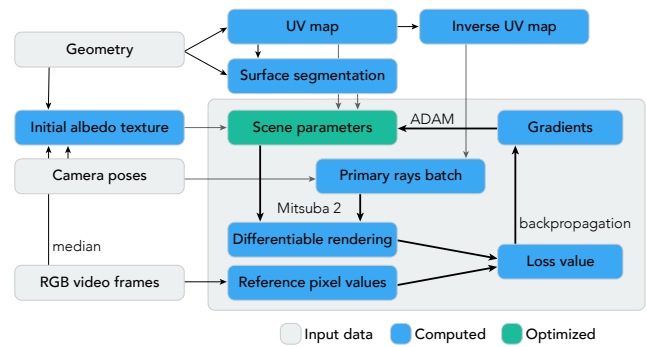 UV map
Inverse UV map
Geometry
Surface segmentation
Initial albedo texture
Scene parameters
ADAM
Gradients
Camera poses
Primary rays batch
Mitsuba 2
backpropagation
median
Differentiable rendering
Loss value
RGB video frames
Reference pixel values
Input data
Computed
Optimized